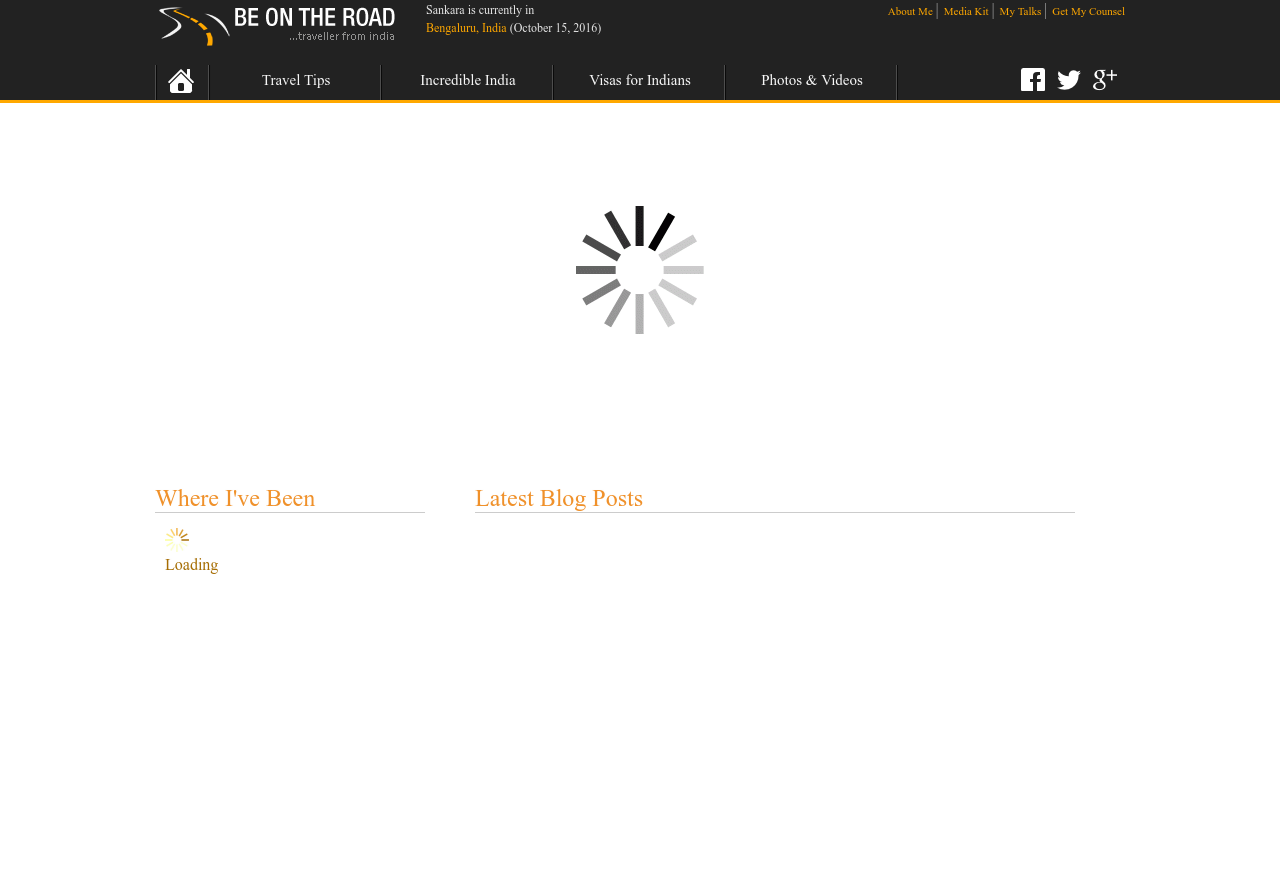 BE ON THE ROAD
...traveller from india
Sankara is currently in
Bengaluru, India (October 15, 2016)
About Me
Media Kit
My Talks
Get My Counsel
Travel Tips
Incredible India
Visas for Indians
Photos & Videos
Where I've Been
Latest Blog Posts
Loading